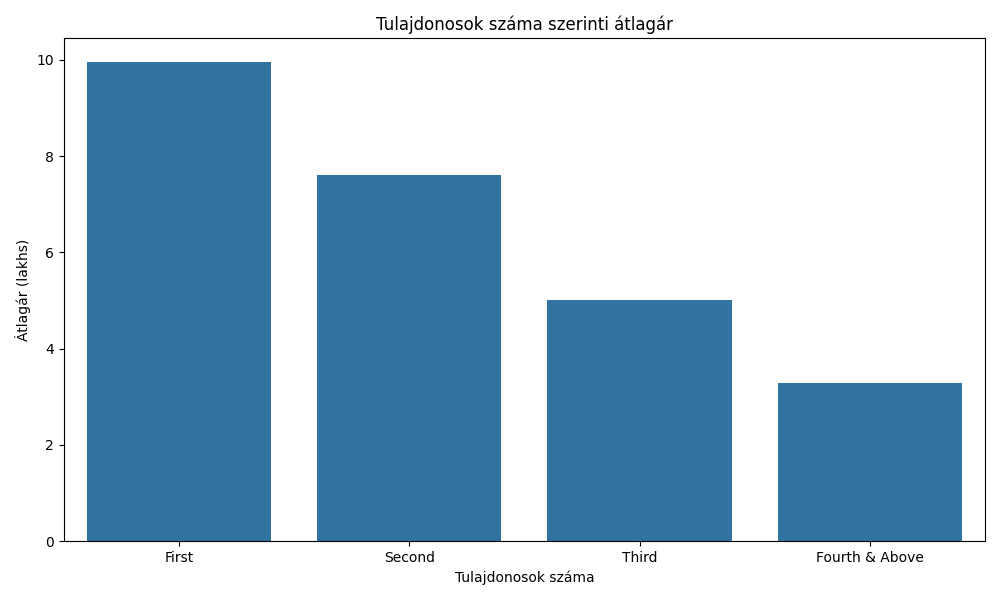 Tulajdonosok száma szerinti átlagár
Átlagár (lakhs)
10
8
6
4
2
0
First
Second
Third
Fourth & Above
Tulajdonosok száma